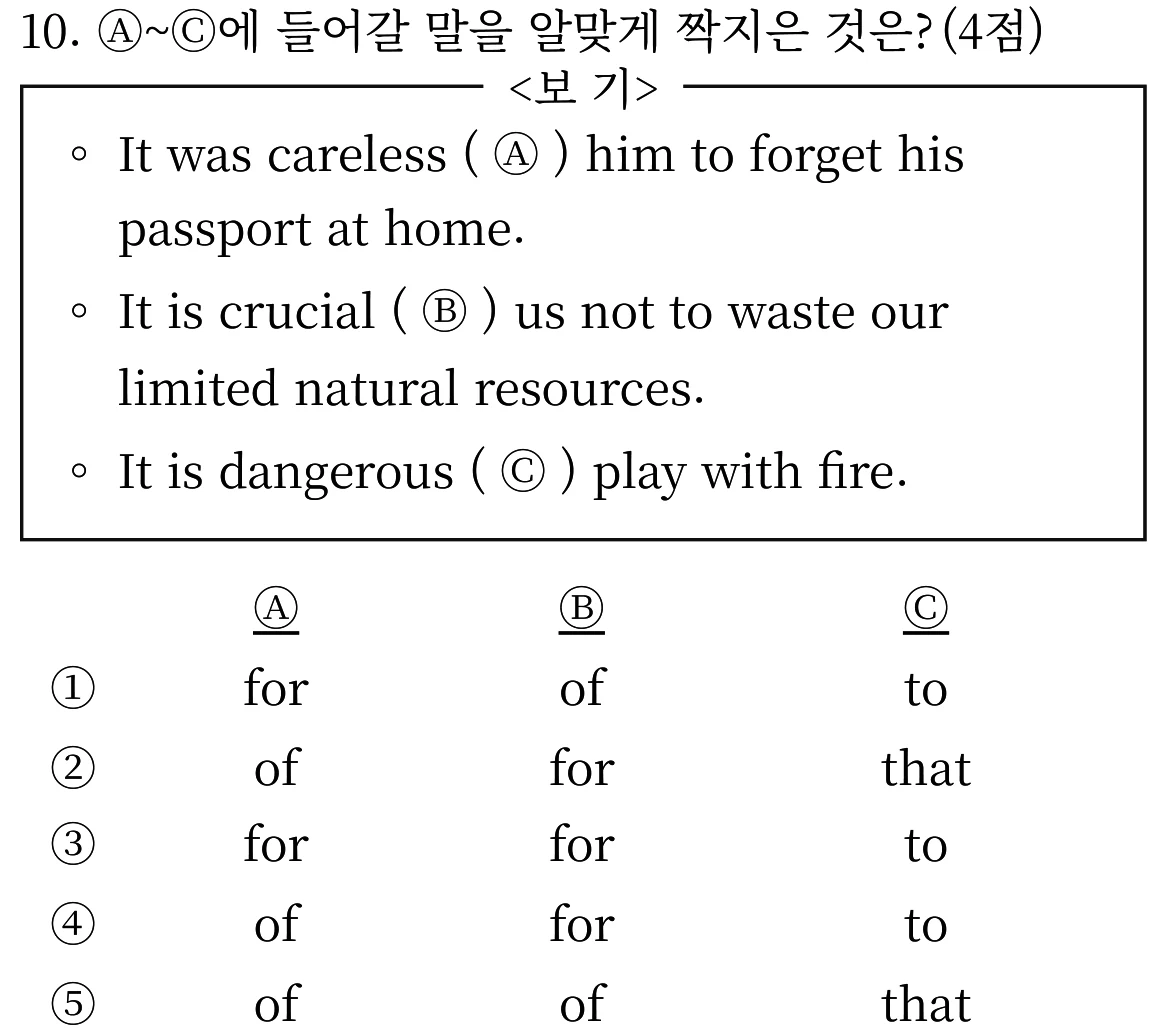 10. Ⓐ~Ⓒ에 들어갈 말을 알맞게 짝지은 것은?(4점)
<보 기>
◦ It was careless ( Ⓐ ) him to forget his
passport at home.
◦ It is crucial ( Ⓑ ) us not to waste our
limited natural resources.
◦ It is dangerous ( Ⓒ ) play with fire.
Ⓐ Ⓑ Ⓒ
① for of to
② of for that
③ for for to
④ of for to
⑤ of of that